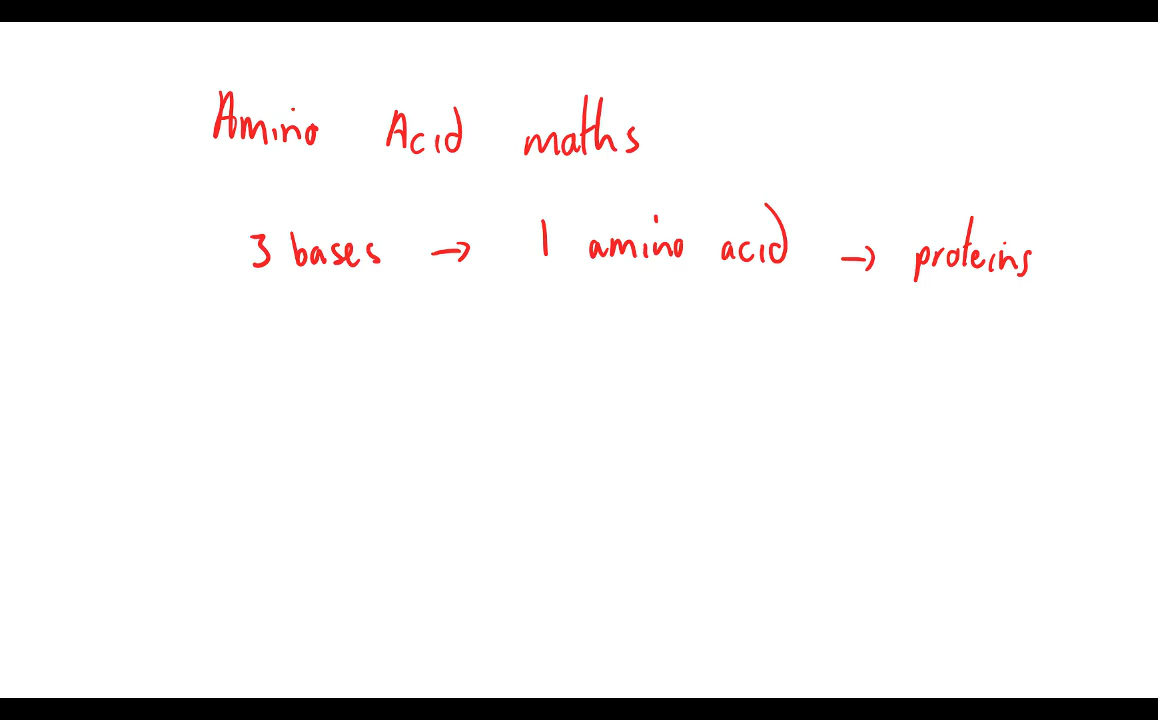 Amino Acid maths
3 bases → 1 amino acid → proteins